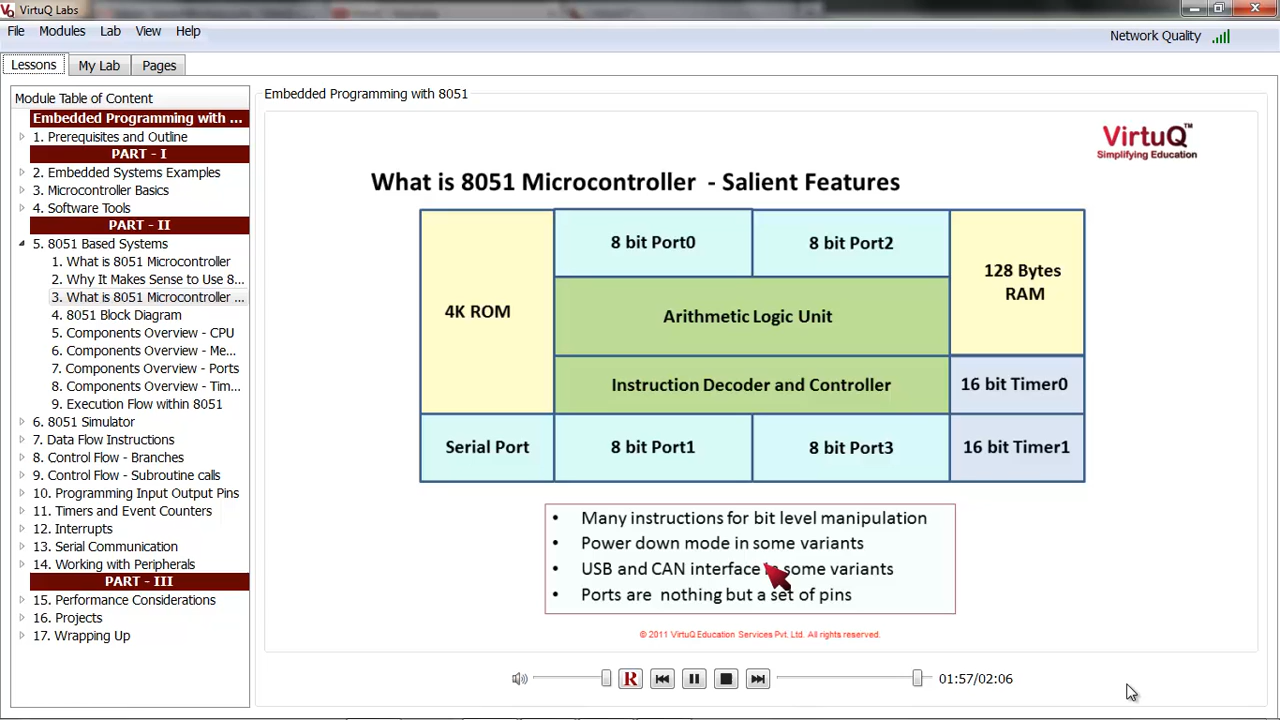 VirtuQ Labs
File Modules Lab View Help
Network Quality
Lessons My Lab Pages
Module Table of Content
Embedded Programming with ...
1. Prerequisites and Outline
PART - I
2. Embedded Systems Examples
3. Microcontroller Basics
4. Software Tools
PART - II
5. 8051 Based Systems
1. What is 8051 Microcontroller
2. Why It Makes Sense to Use 8...
3. What is 8051 Microcontroller ...
4. 8051 Block Diagram
5. Components Overview - CPU
6. Components Overview - Me...
7. Components Overview - Ports
8. Components Overview - Tim...
9. Execution Flow within 8051
6. 8051 Simulator
7. Data Flow Instructions
8. Control Flow - Branches
9. Control Flow - Subroutine calls
10. Programming Input Output Pins
11. Timers and Event Counters
12. Interrupts
13. Serial Communication
14. Working with Peripherals
PART - III
15. Performance Considerations
16. Projects
17. Wrapping Up
Embedded Programming with 8051
VirtuQ™
Simplifying Education
What is 8051 Microcontroller - Salient Features
4K ROM
8 bit Port0
8 bit Port2
128 Bytes
RAM
Arithmetic Logic Unit
Instruction Decoder and Controller
16 bit Timer0
Serial Port
8 bit Port1
8 bit Port3
16 bit Timer1
• Many instructions for bit level manipulation
• Power down mode in some variants
• USB and CAN interface in some variants
• Ports are nothing but a set of pins
© 2011 VirtuQ Education Services Pvt. Ltd. All rights reserved.
R
01:57/02:06